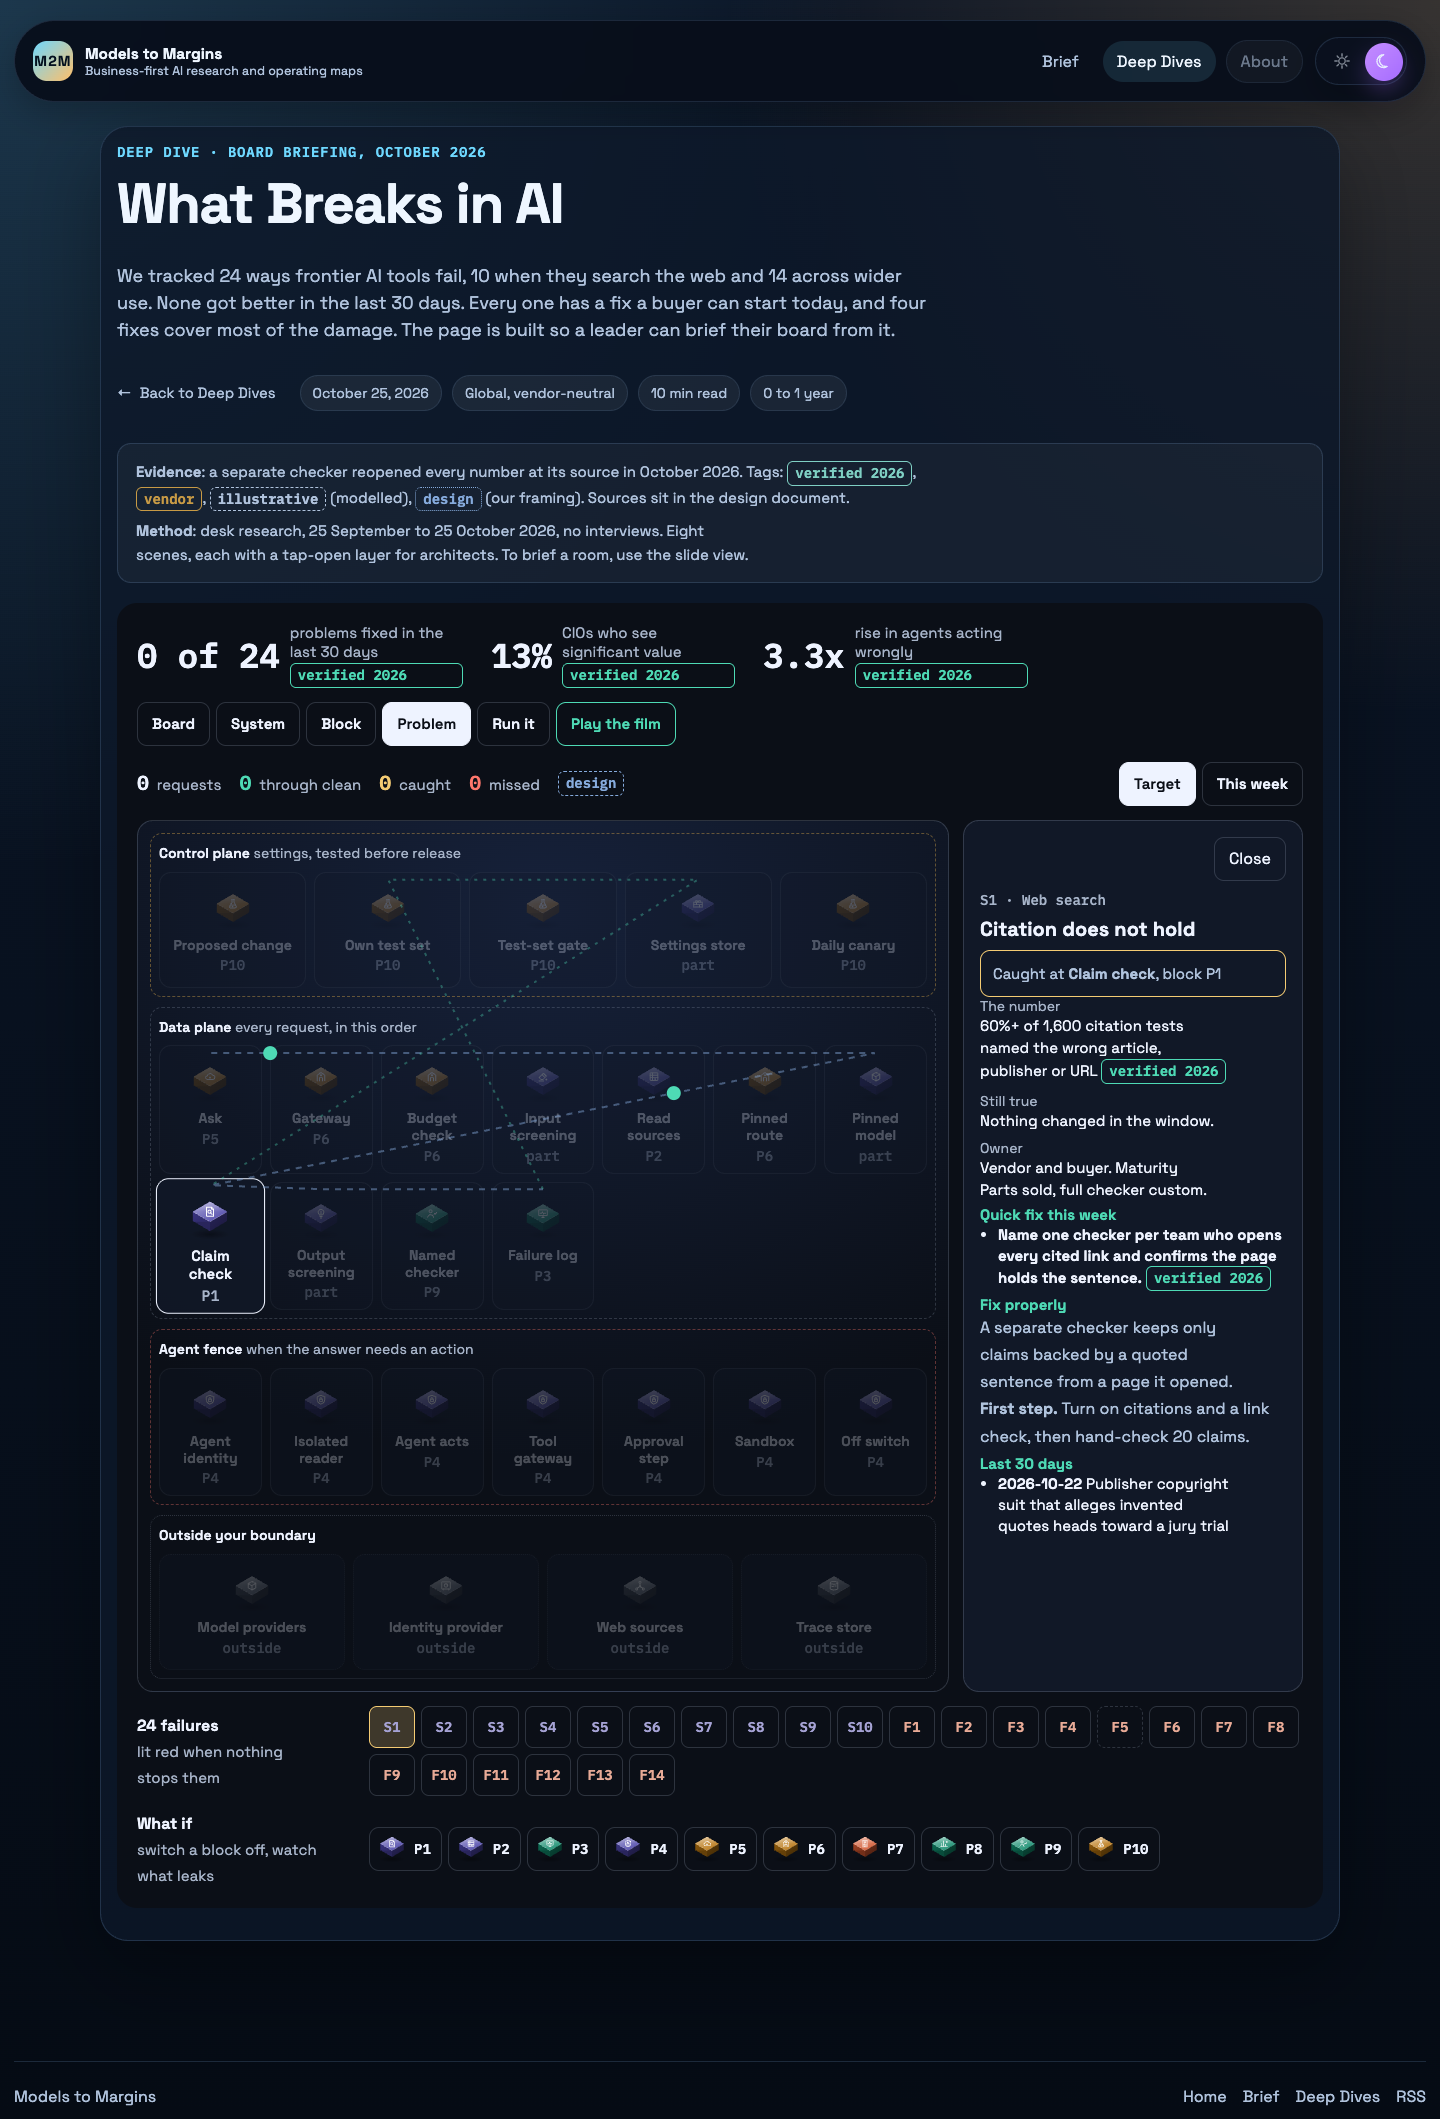 M2M
Models to Margins
Business-first AI research and operating maps
Brief
Deep Dives
About
DEEP DIVE · BOARD BRIEFING, OCTOBER 2026
What Breaks in AI
We tracked 24 ways frontier AI tools fail, 10 when they search the web and 14 across wider
use. None got better in the last 30 days. Every one has a fix a buyer can start today, and four
fixes cover most of the damage. The page is built so a leader can brief their board from it.
← Back to Deep Dives
October 25, 2026
Global, vendor-neutral
10 min read
0 to 1 year
Evidence: a separate checker reopened every number at its source in October 2026. Tags: verified 2026,
vendor, illustrative (modelled), design (our framing). Sources sit in the design document.
Method: desk research, 25 September to 25 October 2026, no interviews. Eight
scenes, each with a tap-open layer for architects. To brief a room, use the slide view.
0 of 24
problems fixed in the
last 30 days
verified 2026
13%
CIOs who see
significant value
verified 2026
3.3x
rise in agents acting
wrongly
verified 2026
Board
System
Block
Problem
Run it
Play the film
0 requests
0 through clean
0 caught
0 missed
design
Target
This week
Control plane settings, tested before release
Proposed change
P10
Own test set
P10
Test-set gate
P10
Settings store
part
Daily canary
P10
Data plane every request, in this order
Ask
P5
Gateway
P6
Budget
check
P6
Input
screening
part
Read
sources
P2
Pinned
route
P6
Pinned
model
part
Claim
check
P1
Output
screening
part
Named
checker
P9
Failure log
P3
Agent fence when the answer needs an action
Agent
identity
P4
Isolated
reader
P4
Agent acts
P4
Tool
gateway
P4
Approval
step
P4
Sandbox
P4
Off switch
P4
Outside your boundary
Model providers
outside
Identity provider
outside
Web sources
outside
Trace store
outside
Close
S1 · Web search
Citation does not hold
Caught at Claim check, block P1
The number
60%+ of 1,600 citation tests
named the wrong article,
publisher or URL verified 2026
Still true
Nothing changed in the window.
Owner
Vendor and buyer. Maturity
Parts sold, full checker custom.
Quick fix this week
• Name one checker per team who opens
every cited link and confirms the page
holds the sentence. verified 2026
Fix properly
A separate checker keeps only
claims backed by a quoted
sentence from a page it opened.
First step. Turn on citations and a link
check, then hand-check 20 claims.
Last 30 days
• 2026-10-22 Publisher copyright
suit that alleges invented
quotes heads toward a jury trial
24 failures
lit red when nothing
stops them
S1
S2
S3
S4
S5
S6
S7
S8
S9
S10
F1
F2
F3
F4
F5
F6
F7
F8
F9
F10
F11
F12
F13
F14
What if
switch a block off, watch
what leaks
P1
P2
P3
P4
P5
P6
P7
P8
P9
P10
Models to Margins
Home
Brief
Deep Dives
RSS